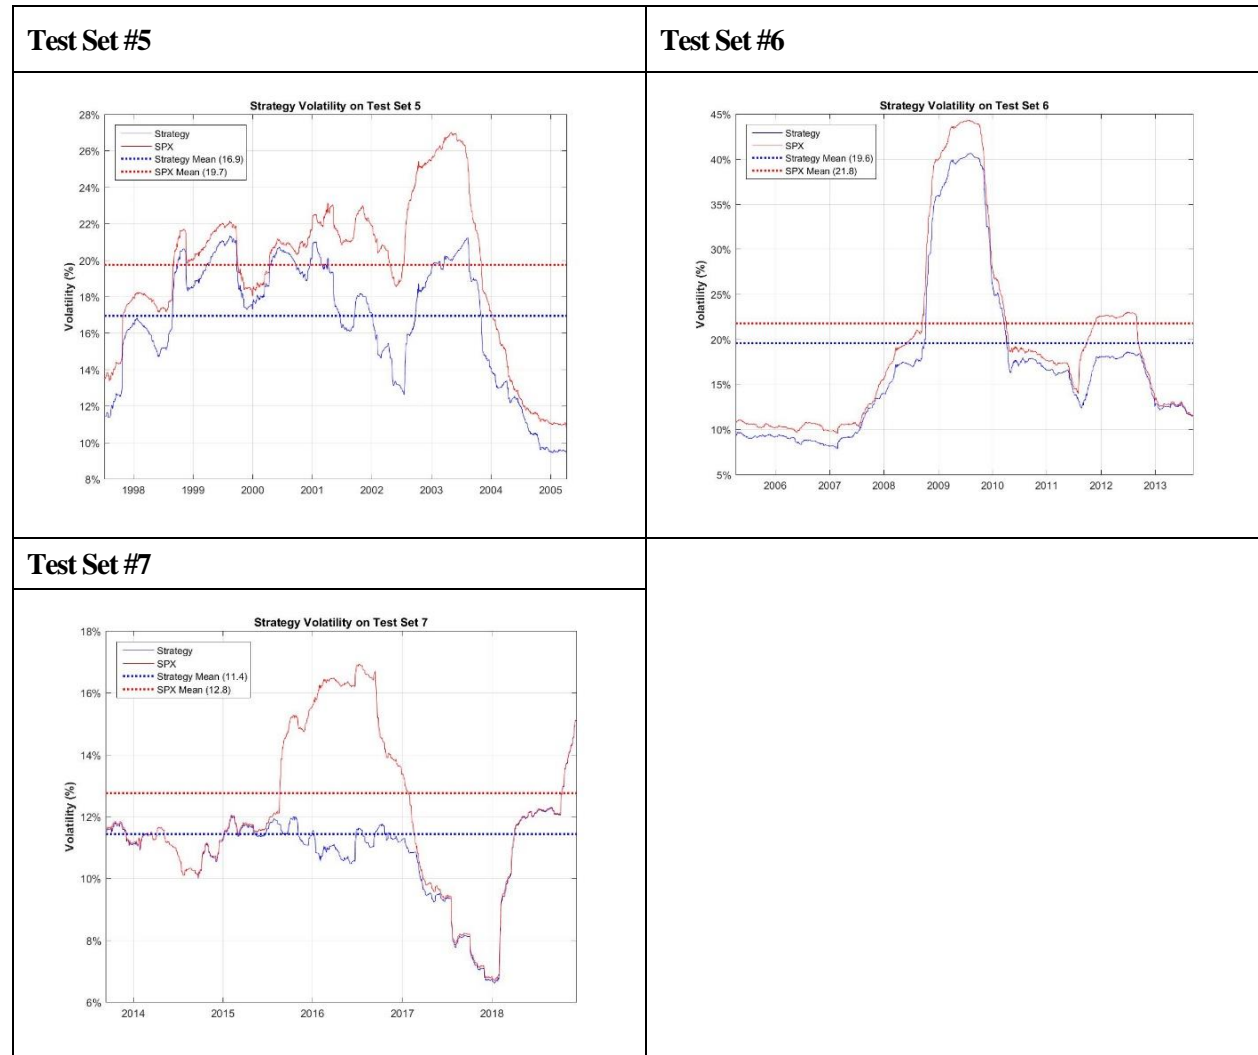 Test Set #5
Test Set #6
Strategy Volatility on Test Set 5
28%
26%
24%
22%
20%
18%
16%
14%
12%
10%
8%
Volatility (%)
Strategy
SPX
Strategy Mean (16.9)
SPX Mean (19.7)
1998 1999 2000 2001 2002 2003 2004 2005
Strategy Volatility on Test Set 6
45%
40%
35%
30%
25%
20%
15%
10%
5%
Volatility (%)
Strategy
SPX
Strategy Mean (19.6)
SPX Mean (21.8)
2006 2007 2008 2009 2010 2011 2012 2013
Test Set #7
Strategy Volatility on Test Set 7
18%
16%
14%
12%
10%
8%
6%
Volatility (%)
Strategy
SPX
Strategy Mean (11.4)
SPX Mean (12.8)
2014 2015 2016 2017 2018